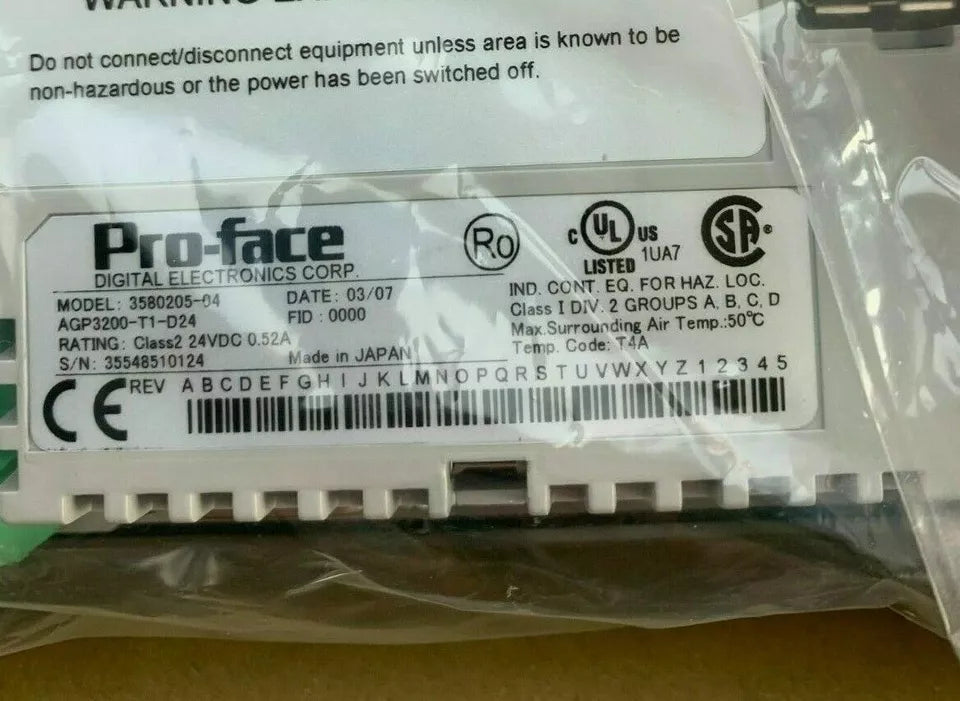 WARNING
Do not connect/disconnect equipment unless area is known to be
non-hazardous or the power has been switched off.
Pro-face
DIGITAL ELECTRONICS CORP.
MODEL: 3580205-04
AGP3200-T1-D24
RATING: Class2 24VDC 0.52A
S/N: 35548510124
DATE: 03/07
FID : 0000
Made in JAPAN
Ro
C UL US
LISTED 1UA7
SA ®
IND. CONT. EQ. FOR HAZ. LOC.
Class I DIV. 2 GROUPS A, B, C, D
Max.Surrounding Air Temp.:50℃
Temp. Code: T4A
CE
REV A B C D E F G H I J K L M N O P Q R S T U V W X Y Z 1 2 3 4 5